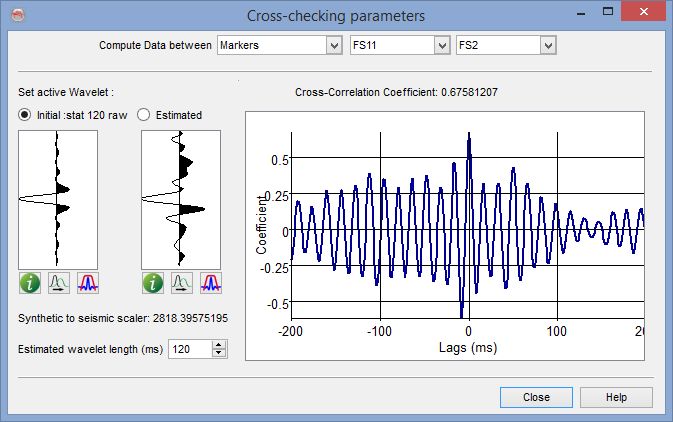 Cross-checking parameters
Compute Data between Markers FS11 FS2
Set active Wavelet :
Initial :stat 120 raw Estimated
Cross-Correlation Coefficient: 0.67581207
0.5
0.25
0
-0.25
-0.5
Coefficient
-200 -100 0 100 20
Lags (ms)
Synthetic to seismic scaler: 2818.39575195
Estimated wavelet length (ms) 120
Close Help